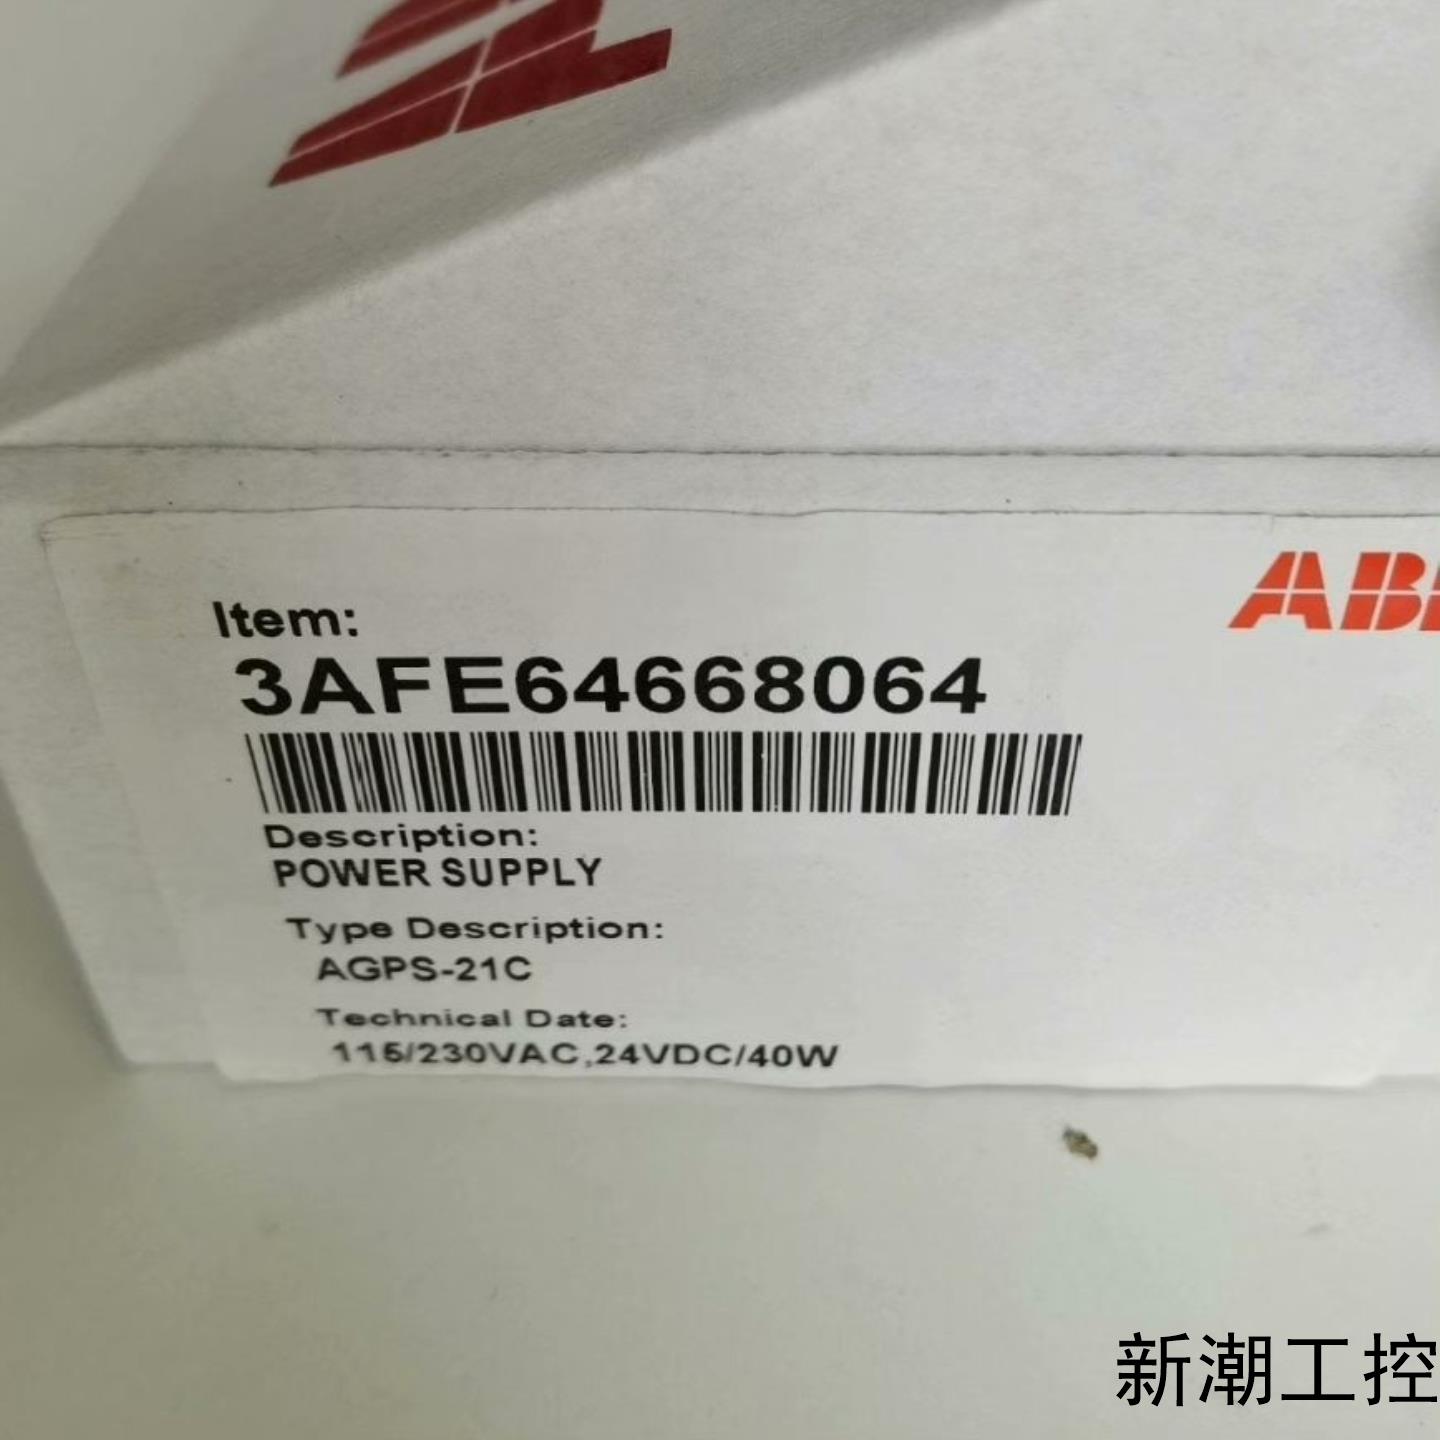 ABB
Item:
3AFE64668064
Description:
POWER SUPPLY
Type Description:
AGPS-21C
Technical Date:
115/230VAC,24VDC/40W
新潮工控